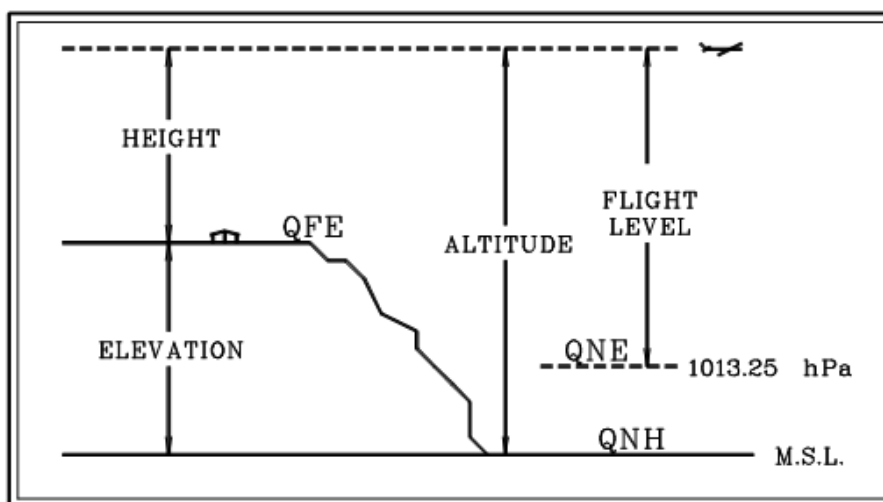 HEIGHT
QFE
FLIGHT
LEVEL
ALTITUDE
ELEVATION
QNE
1013.25 hPa
QNH
M.S.L.